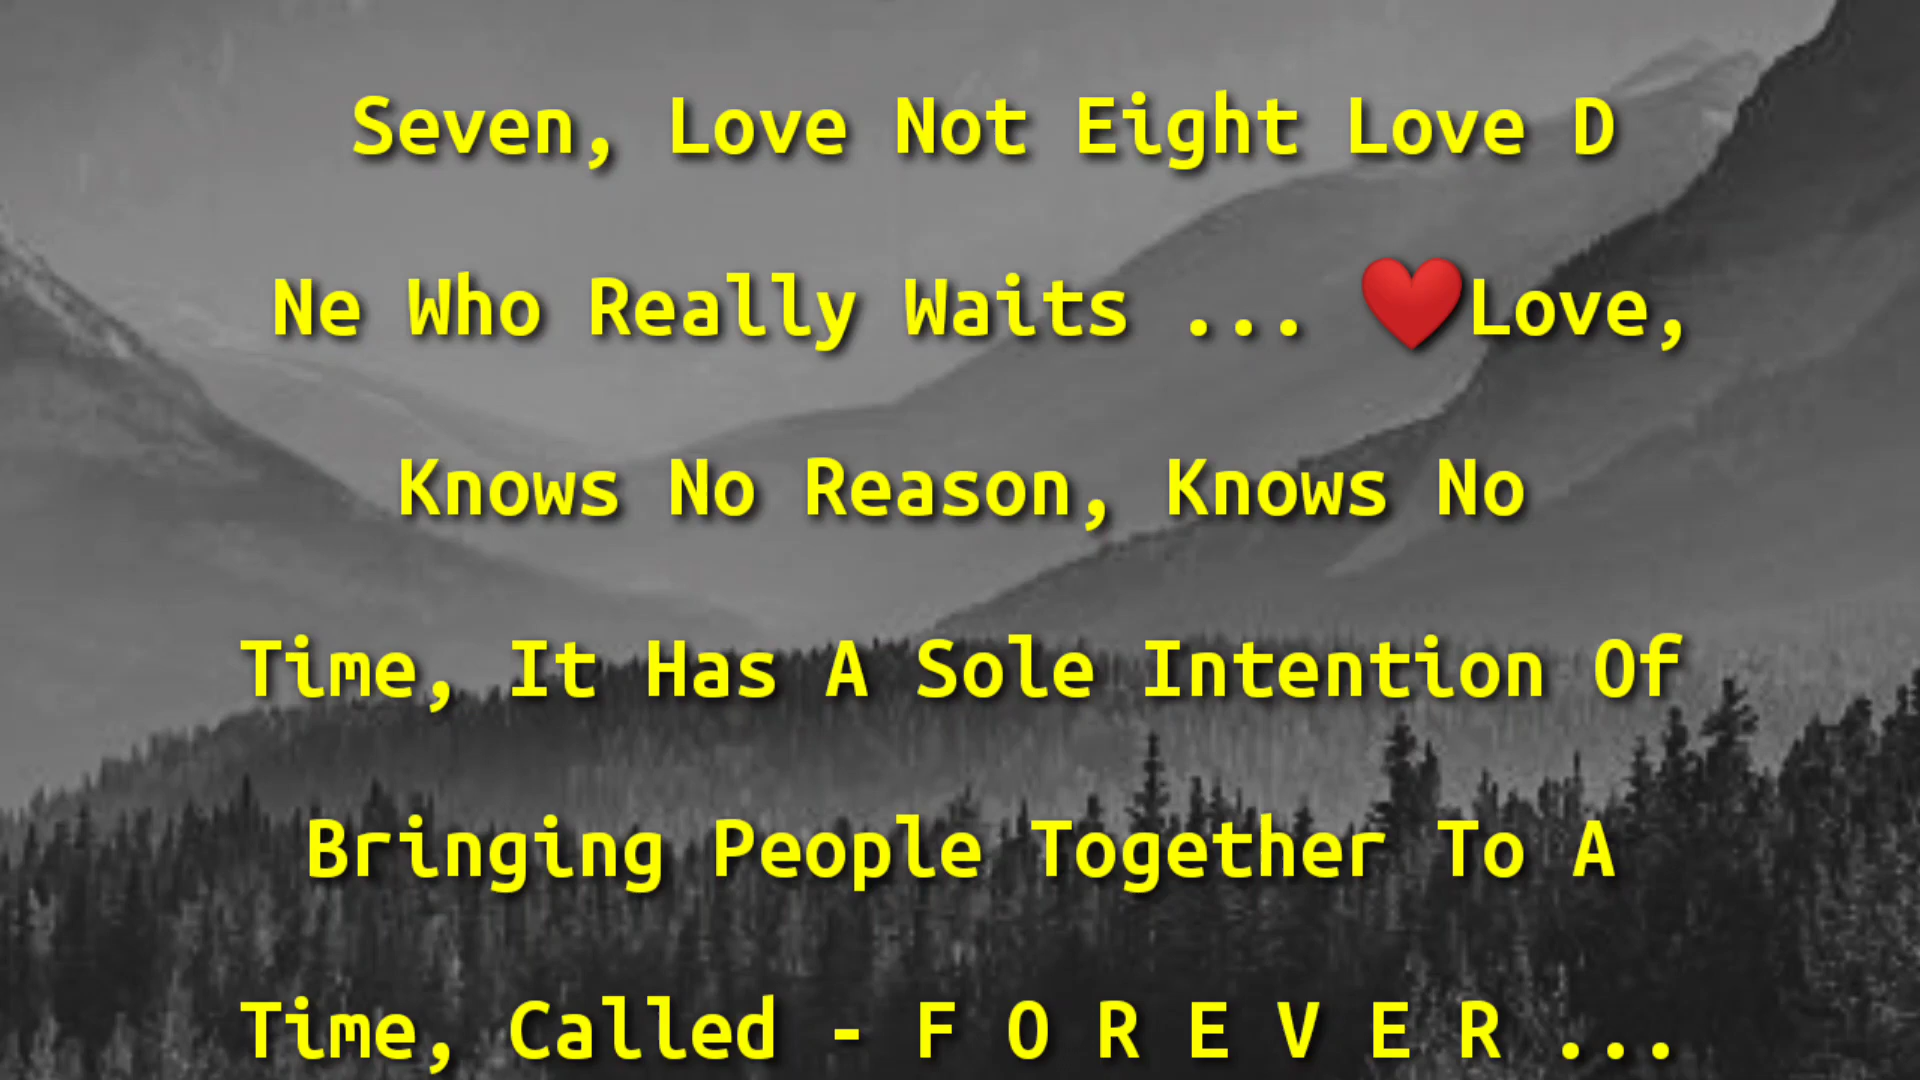 Seven, Love Not Eight Love D
Ne Who Really Waits ... ❤️Love,
Knows No Reason, Knows No
Time, It Has A Sole Intention Of
Bringing People Together To A
Time, Called - F O R E V E R ...